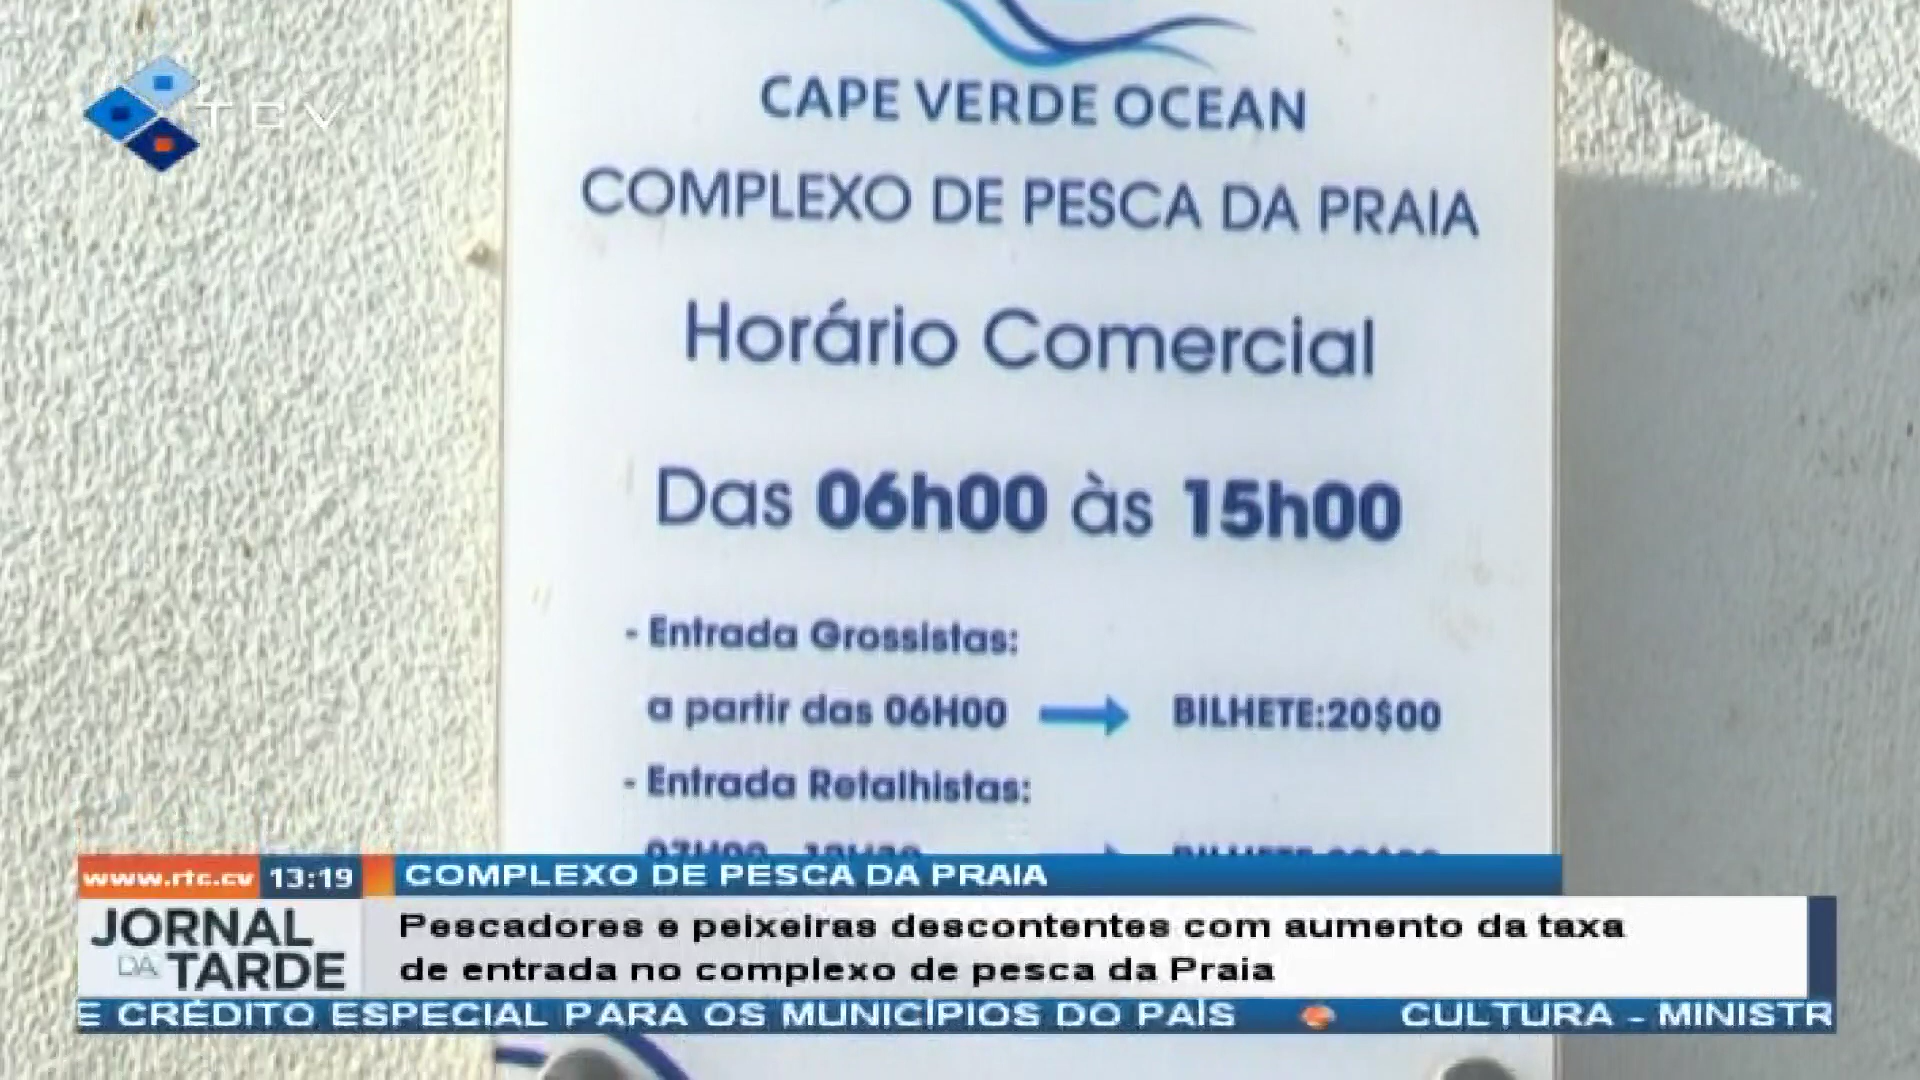 TCV
CAPE VERDE OCEAN
COMPLEXO DE PESCA DA PRAIA
Horário Comercial
Das 06h00 às 15h00
- Entrada Grossistas:
a partir das 06H00 BILHETE:20$00
- Entrada Retalhistas:
www.rtc.cv 13:19 COMPLEXO DE PESCA DA PRAIA
JORNAL DA TARDE
Pescadores e peixeiras descontentes com aumento da taxa
de entrada no complexo de pesca da Praia
E CRÉDITO ESPECIAL PARA OS MUNICÍPIOS DO PAÍS CULTURA - MINISTR